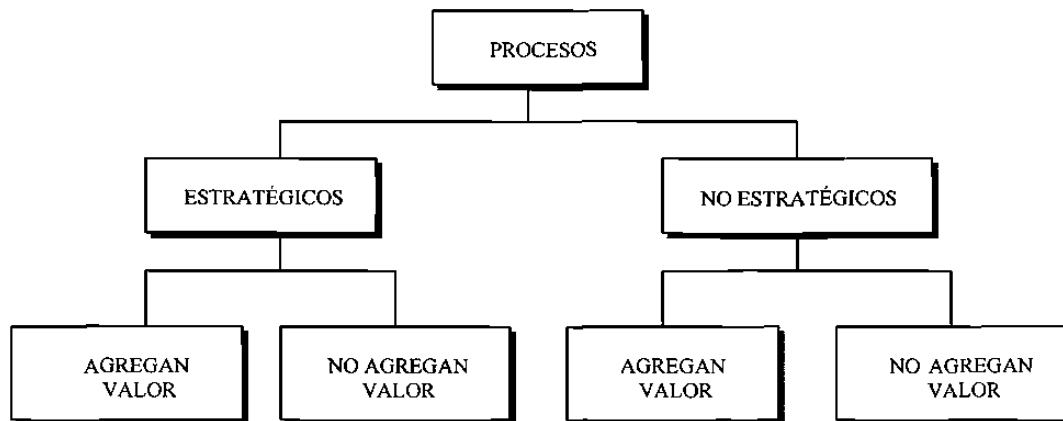 PROCESOS
ESTRATÉGICOS
NO ESTRATÉGICOS
AGREGAN
VALOR
NO AGREGAN
VALOR
AGREGAN
VALOR
NO AGREGAN
VALOR